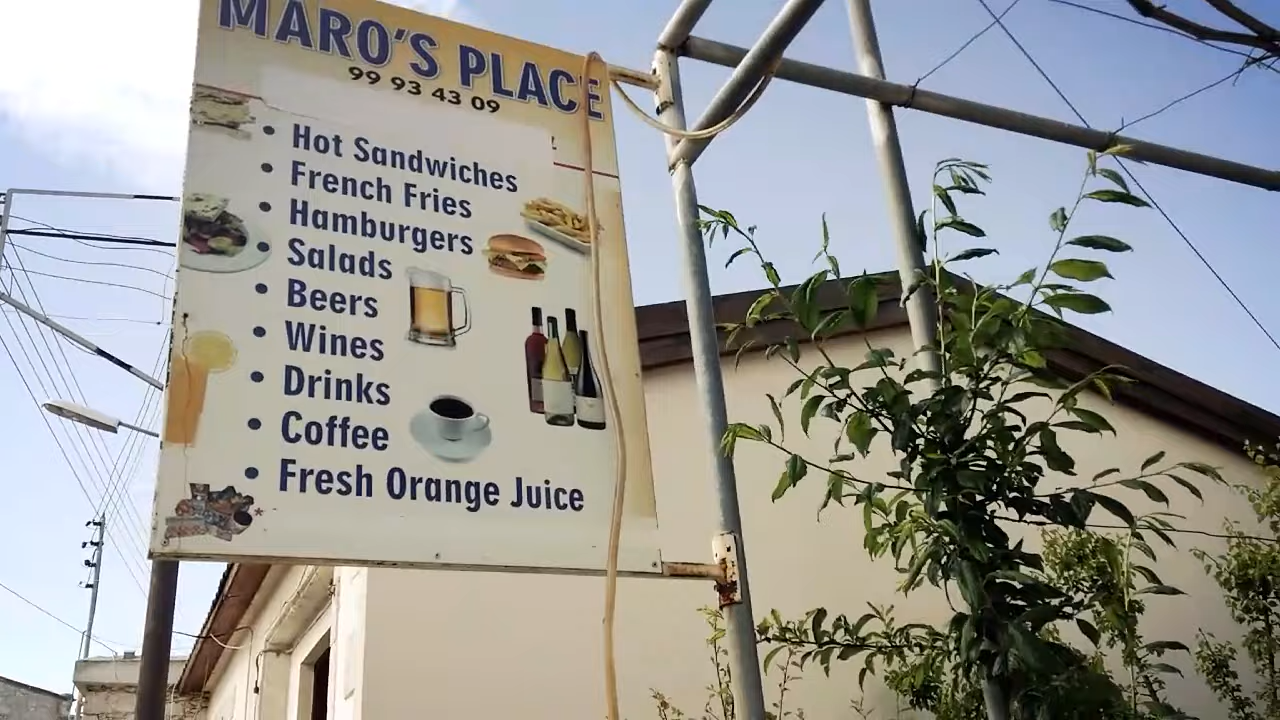 MARO'S PLACE
99 93 43 09
• Hot Sandwiches
• French Fries
• Hamburgers
• Salads
• Beers
• Wines
• Drinks
• Coffee
• Fresh Orange Juice